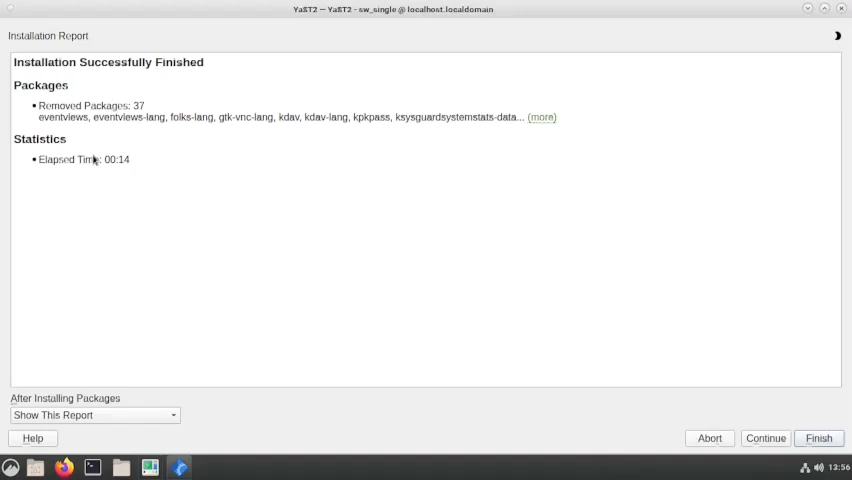 YaST2 — YaST2 - sw_single @ localhost.localdomain
Installation Report
Installation Successfully Finished
Packages
Removed Packages: 37
eventviews, eventviews-lang, folks-lang, gtk-vnc-lang, kdav, kdav-lang, kpkpass, ksysguardsystemstats-data... (more)
Statistics
Elapsed Time: 00:14
After Installing Packages
Show This Report
Help
Abort
Continue
Finish
13:56